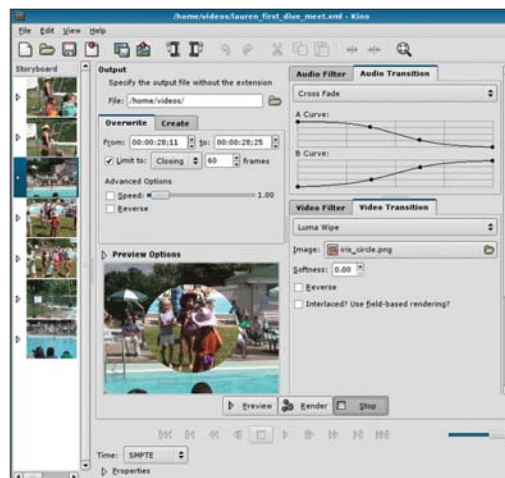 /home/videos/lauren_first_dive_meet.xml - Kino
File Edit View Help
Storyboard
Output
Specify the output file without the extension
File: /home/videos/
Overwrite Create
From: 00:00:28;11 to: 00:00:28;25
Limit to: Closing 60 frames
Advanced Options
Speed: 1.00
Reverse
Preview Options
Preview Render Stop
Audio Filter Audio Transition
Cross Fade
A Curve:
B Curve:
Video Filter Video Transition
Luma Wipe
Image: iris_circle.png
Softness: 0.00
Reverse
Interlaced? Use field-based rendering?
Time: SMPTE
Properties